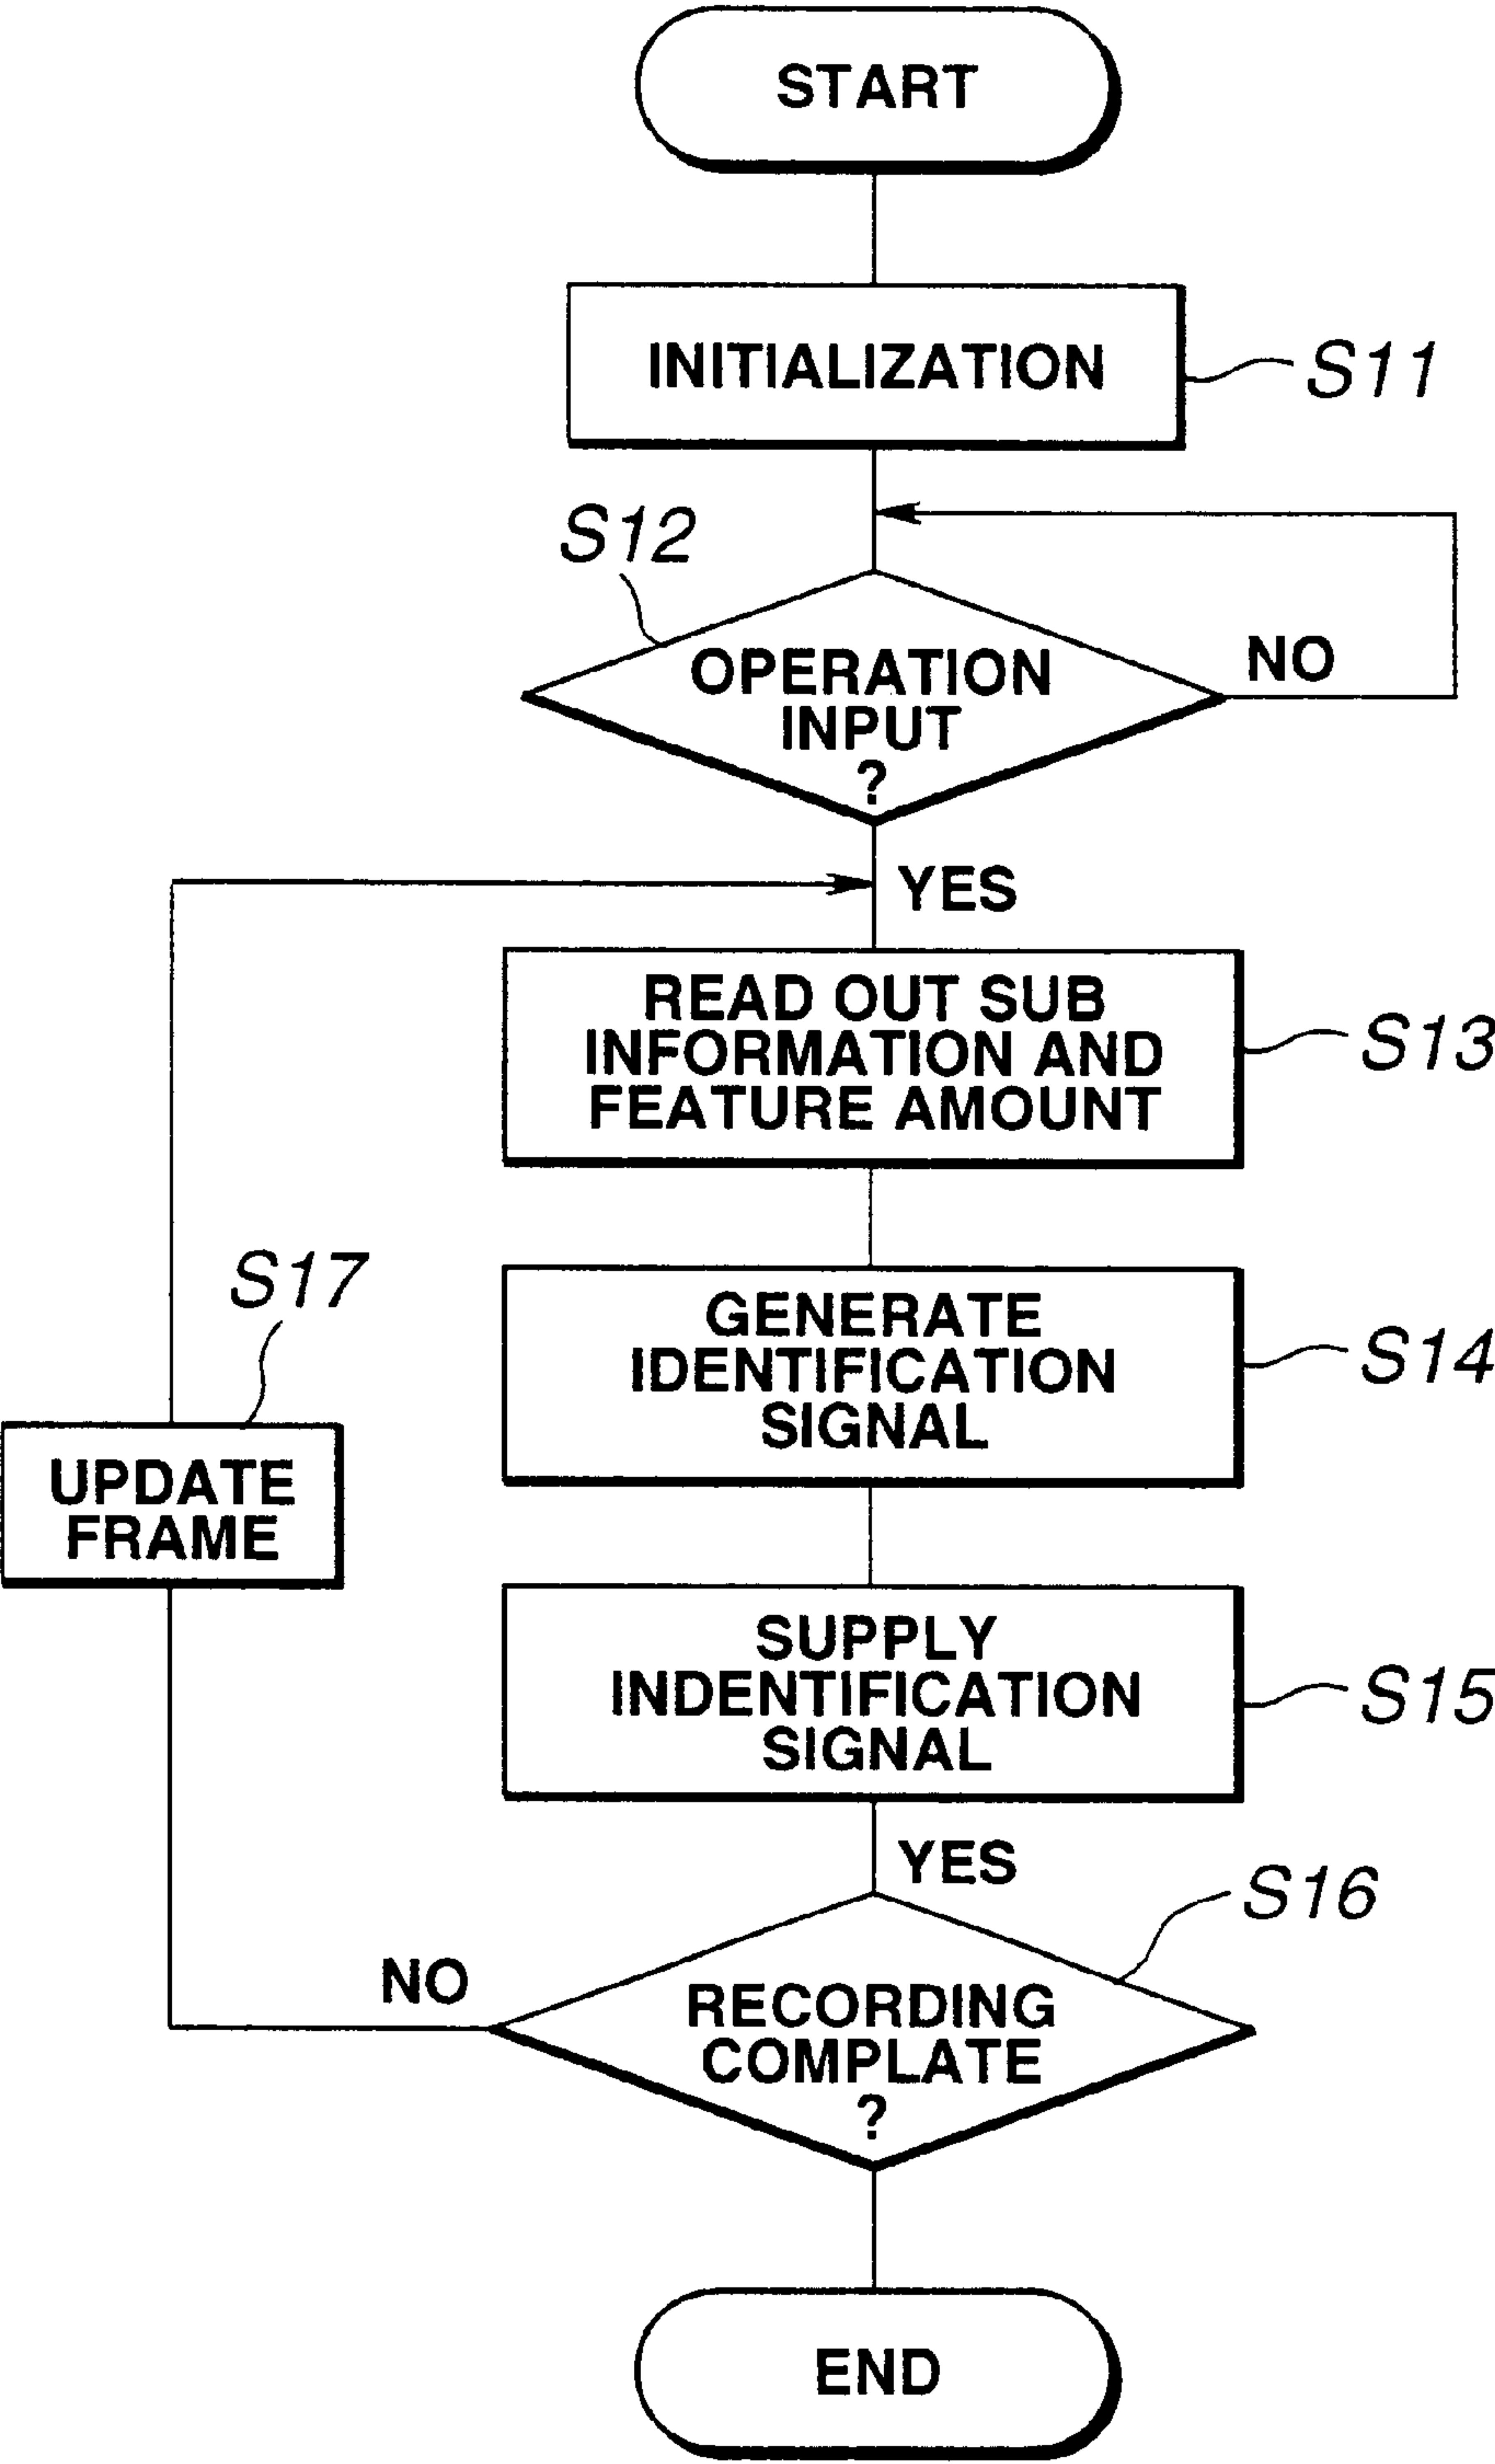 START
INITIALIZATION
S11
S12
OPERATION
INPUT
?
NO
YES
READ OUT SUB
INFORMATION AND
FEATURE AMOUNT
S13
GENERATE
IDENTIFICATION
SIGNAL
S14
S17
UPDATE
FRAME
SUPPLY
INDENTIFICATION
SIGNAL
S15
YES
S16
NO
RECORDING
COMPLATE
?
END